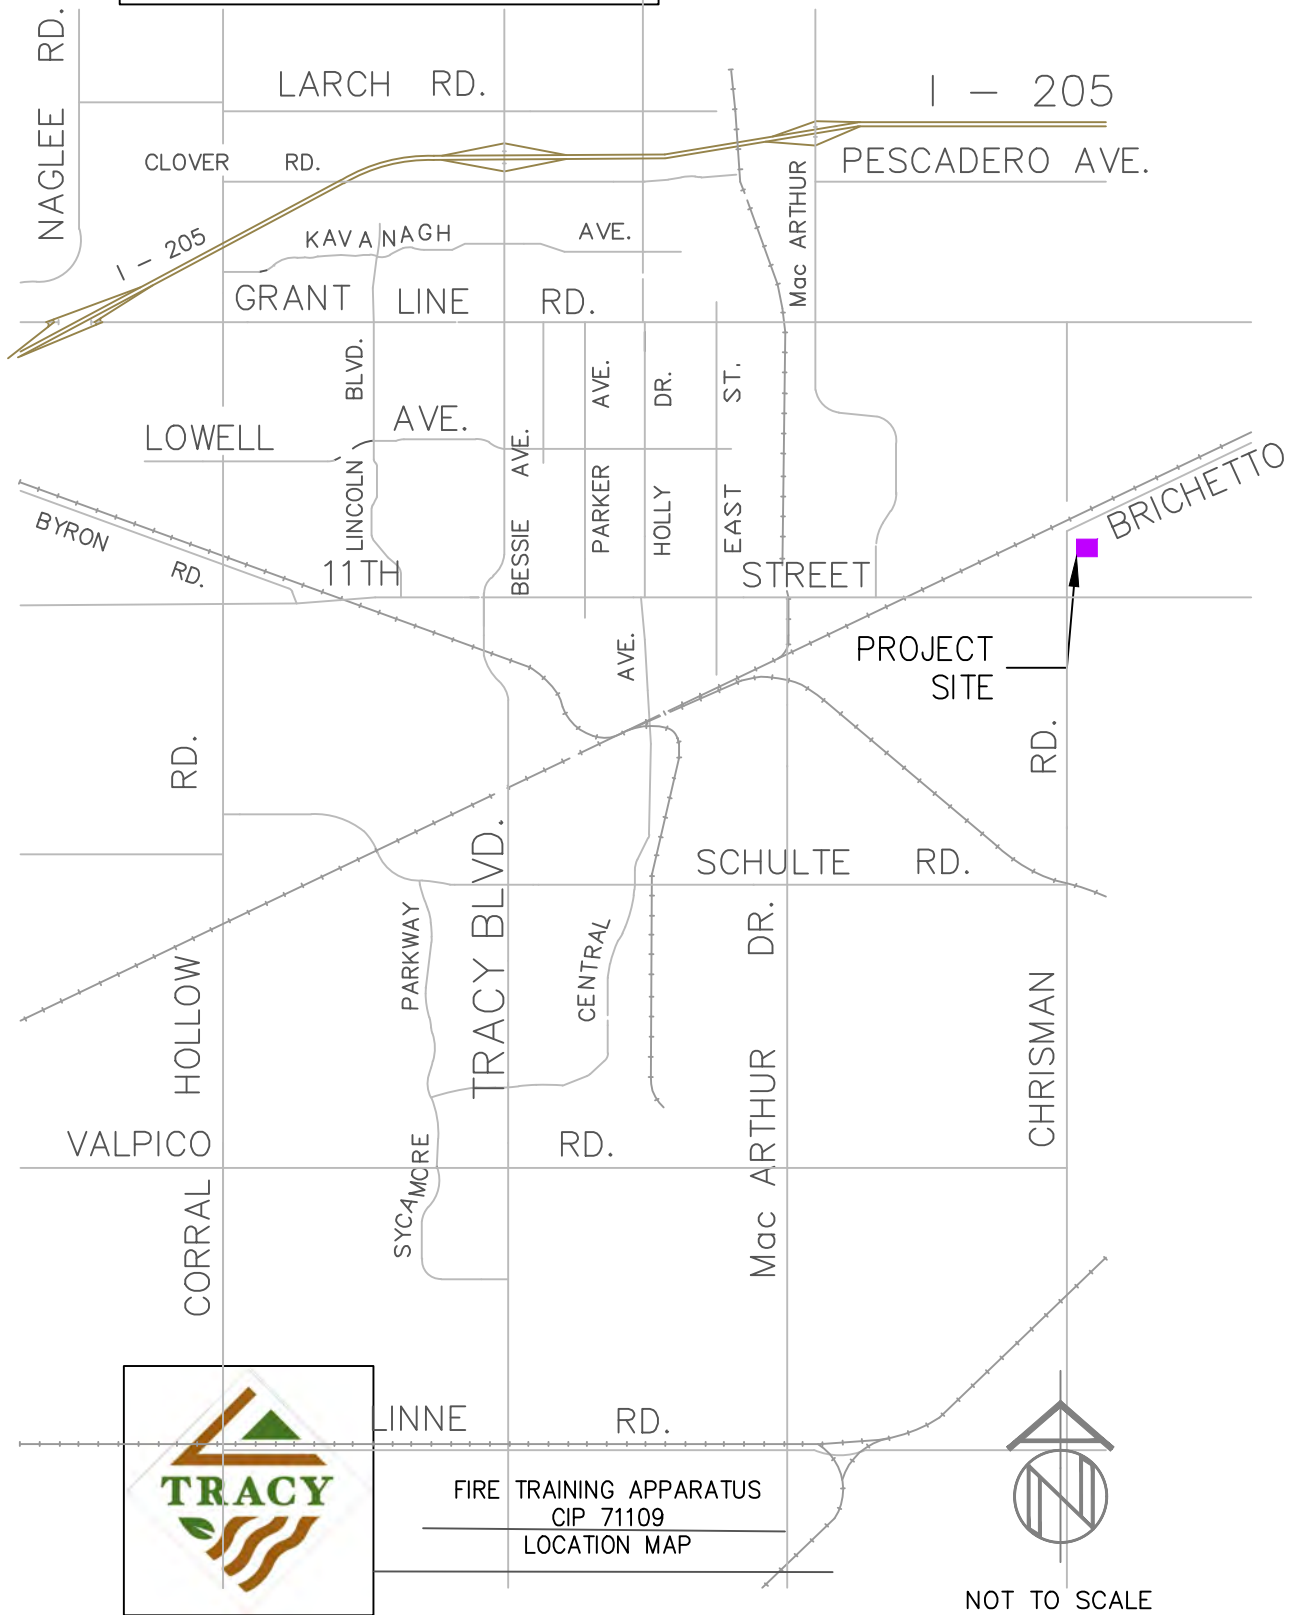 NAGLEE RD.
LARCH RD.
I - 205
CLOVER RD.
PESCADERO AVE.
Mac ARTHUR
I - 205
KAVANAGH AVE.
GRANT LINE RD.
LINCOLN BLVD.
BESSIE AVE.
PARKER AVE.
HOLLY DR.
EAST ST.
LOWELL AVE.
BYRON RD.
BRICHETTO
11TH STREET
PROJECT
SITE
CORRAL HOLLOW RD.
TRACY BLVD.
CENTRAL AVE.
SCHULTE RD.
SYCAMORE PARKWAY
Mac ARTHUR DR.
CHRISMAN RD.
VALPICO RD.
LINNE RD.
TRACY
FIRE TRAINING APPARATUS
CIP 71109
LOCATION MAP
N
NOT TO SCALE